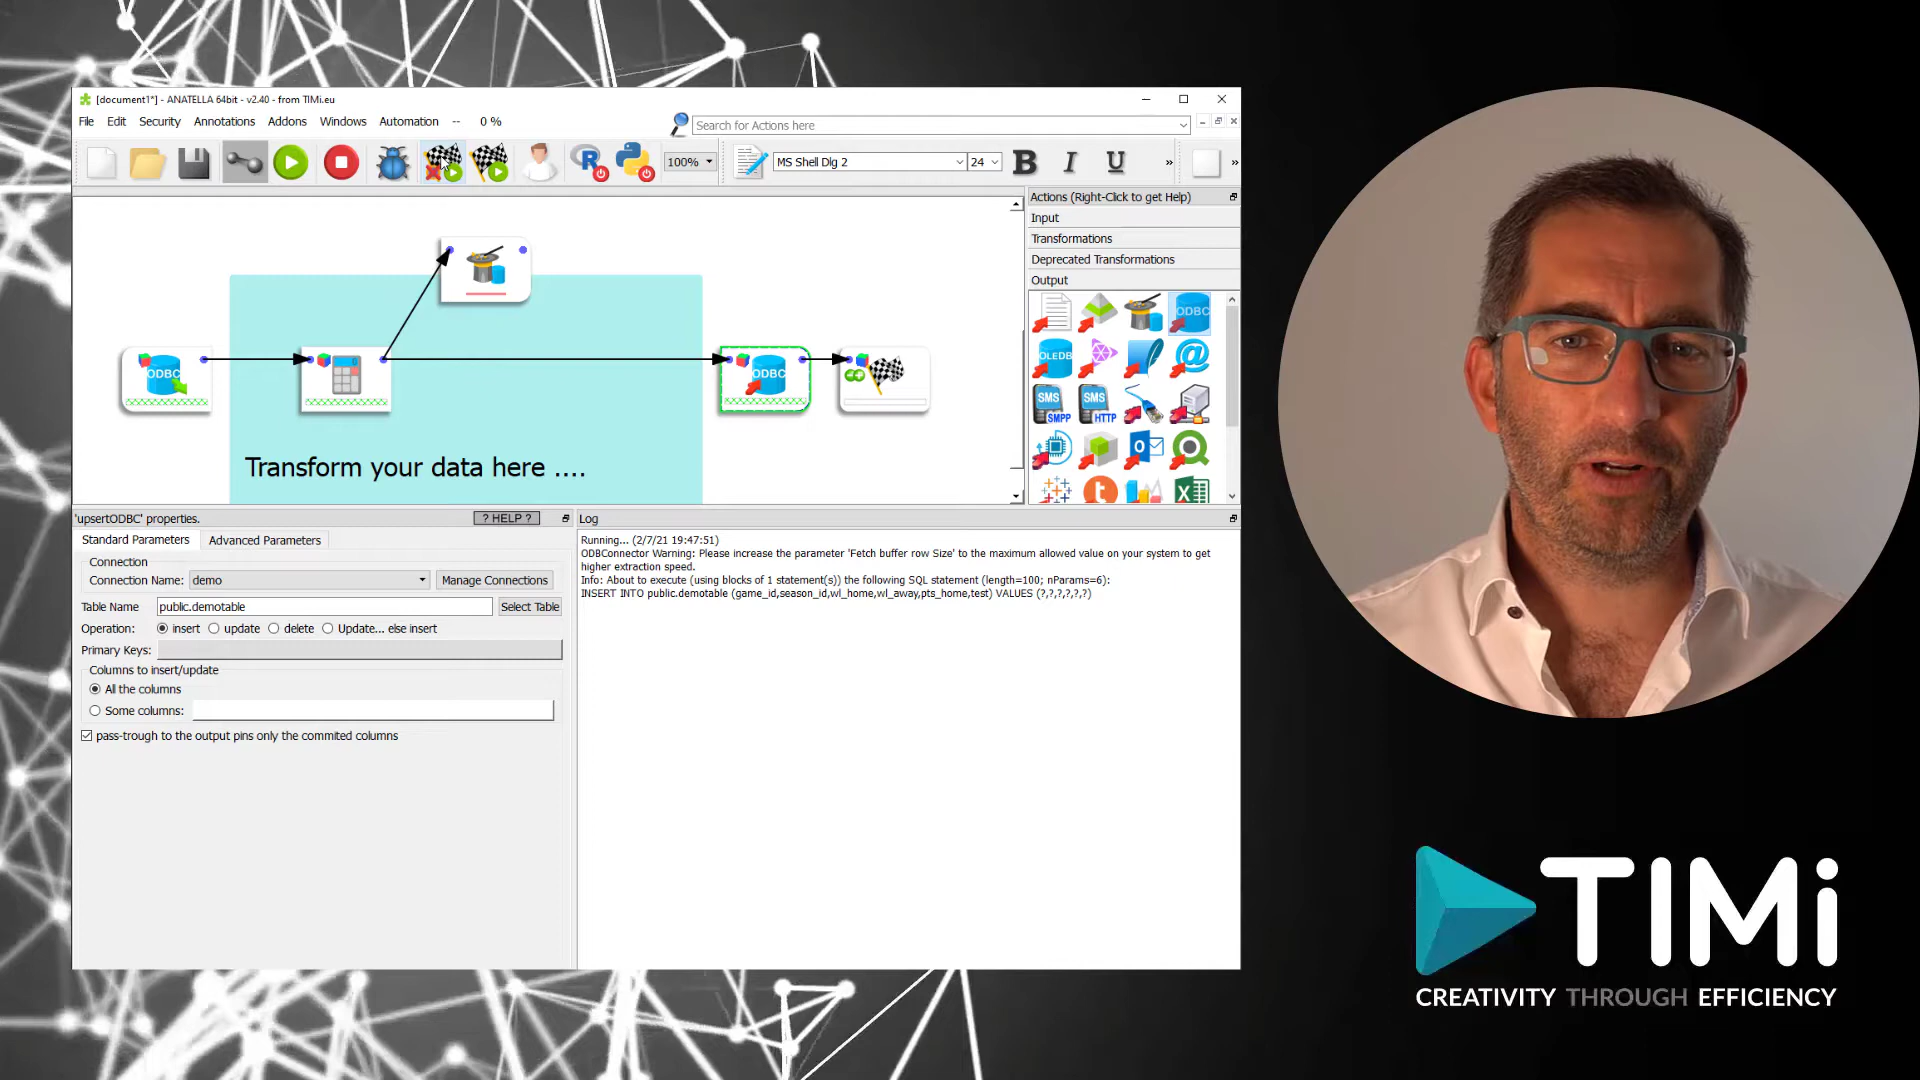 [document1*] - ANATELLA 64bit - v2.40 - from TIMi.eu
File Edit Security Annotations Addons Windows Automation -- 0 %
Search for Actions here
R
100%
MS Shell Dlg 2
24
B I U
»
»
Actions (Right-Click to get Help)
Input
Transformations
Deprecated Transformations
Output
ODBC
OLEDB
@
SMS
SMPP
SMS
HTTP
ODBC
ODBC
Transform your data here ....
'upsertODBC' properties.
? HELP ?
Standard Parameters
Advanced Parameters
Connection
Connection Name: demo
Manage Connections
Table Name public.demotable
Select Table
Operation: insert update delete Update... else insert
Primary Keys:
Columns to insert/update
All the columns
Some columns:
pass-trough to the output pins only the commited columns
Log
Running... (2/7/21 19:47:51)
ODBConnector Warning: Please increase the parameter 'Fetch buffer row Size' to the maximum allowed value on your system to get
higher extraction speed.
Info: About to execute (using blocks of 1 statement(s)) the following SQL statement (length=100; nParams=6):
INSERT INTO public.demotable (game_id,season_id,wl_home,wl_away,pts_home,test) VALUES (?,?,?,?,?,?)
TIMi
CREATIVITY THROUGH EFFICIENCY